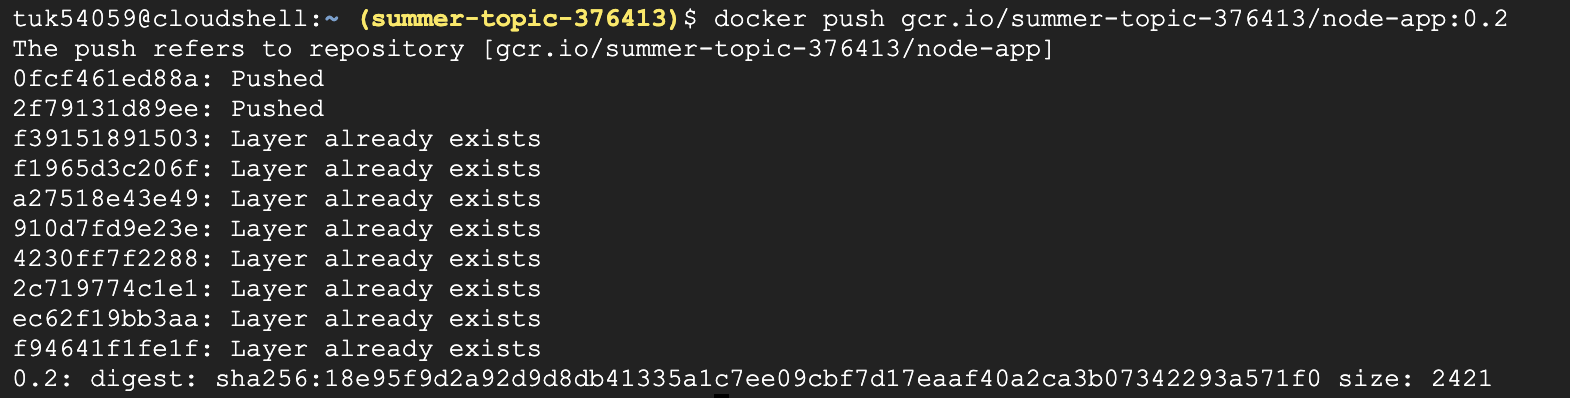 tuk54059@cloudshell:~ (summer-topic-376413)$ docker push gcr.io/summer-topic-376413/node-app:0.2
The push refers to repository [gcr.io/summer-topic-376413/node-app]
0fcf461ed88a: Pushed
2f79131d89ee: Pushed
f39151891503: Layer already exists
f1965d3c206f: Layer already exists
a27518e43e49: Layer already exists
910d7fd9e23e: Layer already exists
4230ff7f2288: Layer already exists
2c719774c1e1: Layer already exists
ec62f19bb3aa: Layer already exists
f94641f1fe1f: Layer already exists
0.2: digest: sha256:18e95f9d2a92d9d8db41335a1c7ee09cbf7d17eaaf40a2ca3b07342293a571f0 size: 2421